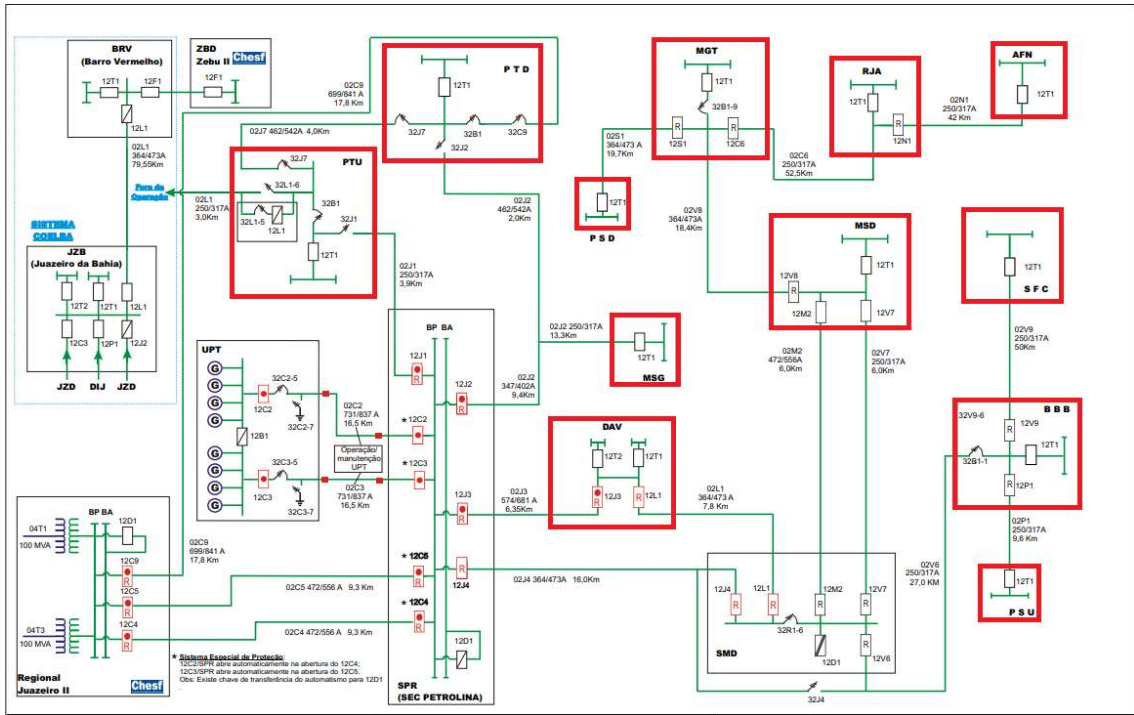 BRV
(Barro Vermelho)
12T1
12F1
12L1
ZBD
Zebu II
Chesf
12F1
02L1
364/473A
79,55Km
Fora de
Operação
SISTEMA
COELBA
JZB
(Juazeiro da Bahia)
12T2
12T1
12L1
12C3
12P1
12J2
JZD
DIJ
JZD
02C9
699/841 A
17,8 Km
02J7 462/542A 4,0Km
P T D
12T1
32J7
32B1
32C9
32J2
PTU
32J7
32L1-6
32B1
32J1
32L1-5
12L1
12T1
02L1
250/317A
3,0Km
02J1
250/317A
3,9Km
02J2
462/542A
2,0Km
MGT
12T1
32B1-9
R
R
12S1
12C6
02S1
364/473 A
19,7Km
12T1
P S D
RJA
12T1
R
12N1
02N1
250/317A
42 Km
AFN
12T1
02C6
250/317A
52,5Km
02V8
364/473A
18,4Km
MSD
12V8
R
12T1
12M2
12V7
S F C
12T1
02V9
250/317A
50Km
02M2
472/556A
6,0Km
02V7
250/317A
6,0Km
02J2 250/317A
13,3Km
12T1
MSG
02J2
347/402A
9,4Km
UPT
G
G
G
G
G
G
G
G
12B1
12C2
32C2-5
32C2-7
12C3
32C3-5
32C3-7
02C2
731/837 A
16,5 Km
Operação/
manutenção
UPT
02C3
731/837 A
16,5 Km
BP BA
12J1
R
12J2
R
* 12C2
* 12C3
12J3
R
* 12C5
R
12J4
R
* 12C4
R
12D1
SPR
(SEC PETROLINA)
02J3
574/681 A
6,35Km
DAV
12T2
12T1
R
12J3
R
12L1
02L1
364/473 A
7,8 Km
B B B
32V9-6
32B1-1
R
12V9
12T1
R
12P1
02P1
250/317A
9,6 Km
12T1
P S U
02V6
250/317A
27,0 KM
02J4 364/473A 16,0Km
12J4
R
12L1
R
12M2
R
12V7
R
32R1-6
12D1
R
12V6
SMD
32J4
04T1
100 MVA
BP BA
12D1
12C9
R
12C5
R
12C4
R
04T3
100 MVA
Regional
Juazeiro II
Chesf
02C9
699/841 A
17,8 Km
02C5 472/556 A 9,3 Km
02C4 472/556 A 9,3 Km
* Sistema Especial de Proteção:
12C2/SPR abre automaticamente na abertura do 12C4;
12C3/SPR abre automaticamente na abertura do 12C5.
Obs: Existe chave de transferência do automatismo para 12D1